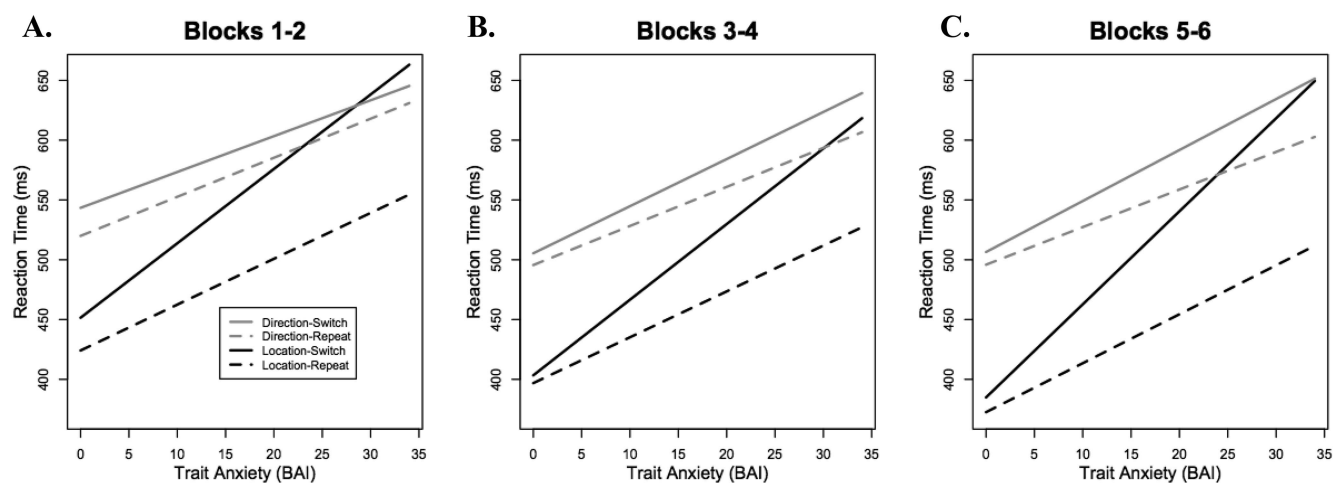 A.
Blocks 1-2
Reaction Time (ms)
650
600
550
500
450
400
Direction-Switch
Direction-Repeat
Location-Switch
Location-Repeat
0 5 10 15 20 25 30 35
Trait Anxiety (BAI)
B.
Blocks 3-4
Reaction Time (ms)
650
600
550
500
450
400
0 5 10 15 20 25 30 35
Trait Anxiety (BAI)
C.
Blocks 5-6
Reaction Time (ms)
650
600
550
500
450
400
0 5 10 15 20 25 30 35
Trait Anxiety (BAI)